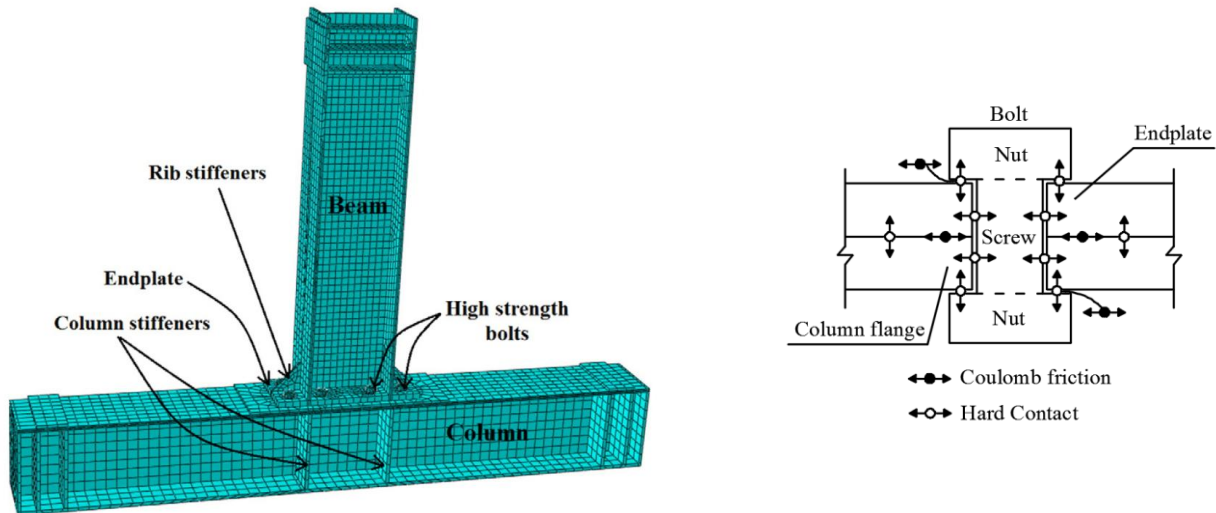 Rib stiffeners
Beam
Endplate
Column stiffeners
High strength
bolts
Column
Bolt
Nut
Endplate
Screw
Column flange
Nut
Coulomb friction
Hard Contact